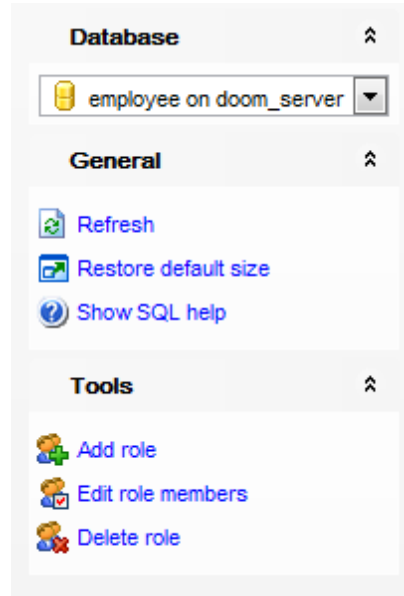 Database
employee on doom_server
General
Refresh
Restore default size
Show SQL help
Tools
Add role
Edit role members
Delete role